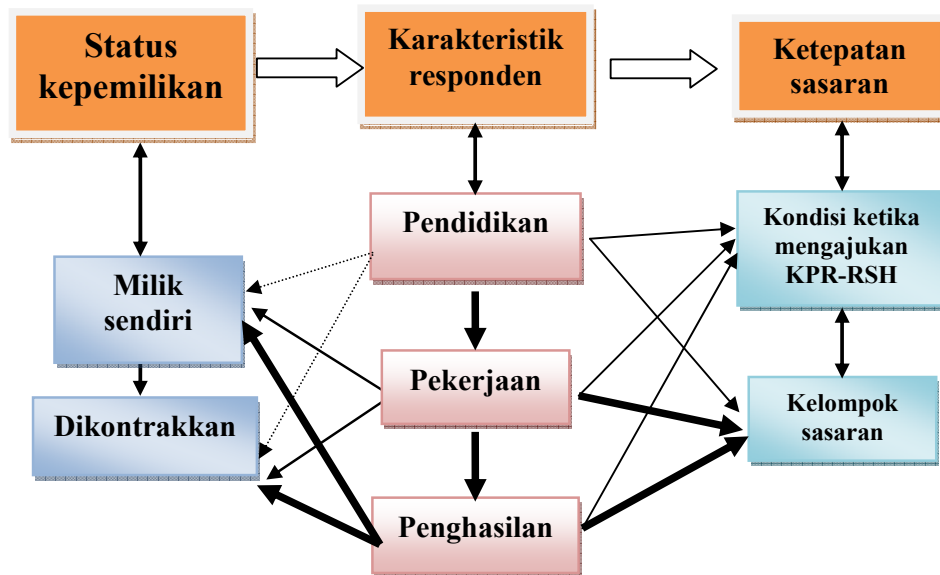 Status
kepemilikan
Karakteristik
responden
Ketepatan
sasaran
Pendidikan
Kondisi ketika
mengajukan
KPR-RSH
Milik
sendiri
Pekerjaan
Dikontrakkan
Kelompok
sasaran
Penghasilan